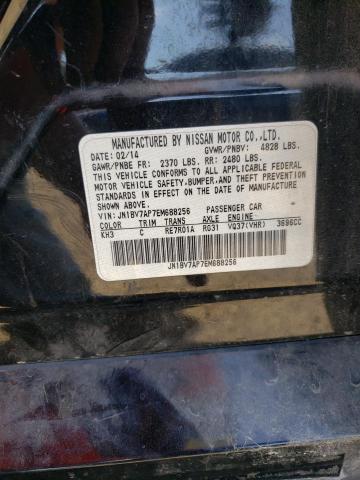 MANUFACTURED BY NISSAN MOTOR CO.,LTD.
DATE: 02/14 GVWR/PNBV: 4828 LBS.
GAWR/PNBE FR: 2370 LBS. RR: 2480 LBS.
THIS VEHICLE CONFORMS TO ALL APPLICABLE FEDERAL
MOTOR VEHICLE SAFETY,BUMPER,AND THEFT PREVENTION
STANDARDS IN EFFECT ON THE DATE OF MANUFACTURE
SHOWN ABOVE.
VIN: JN1BV7AP7EM688256 PASSENGER CAR
COLOR TRIM TRANS AXLE ENGINE
KH3 C RE7R01A RG31 VQ37(VHR) 3696CC
JN1BV7AP7EM688256